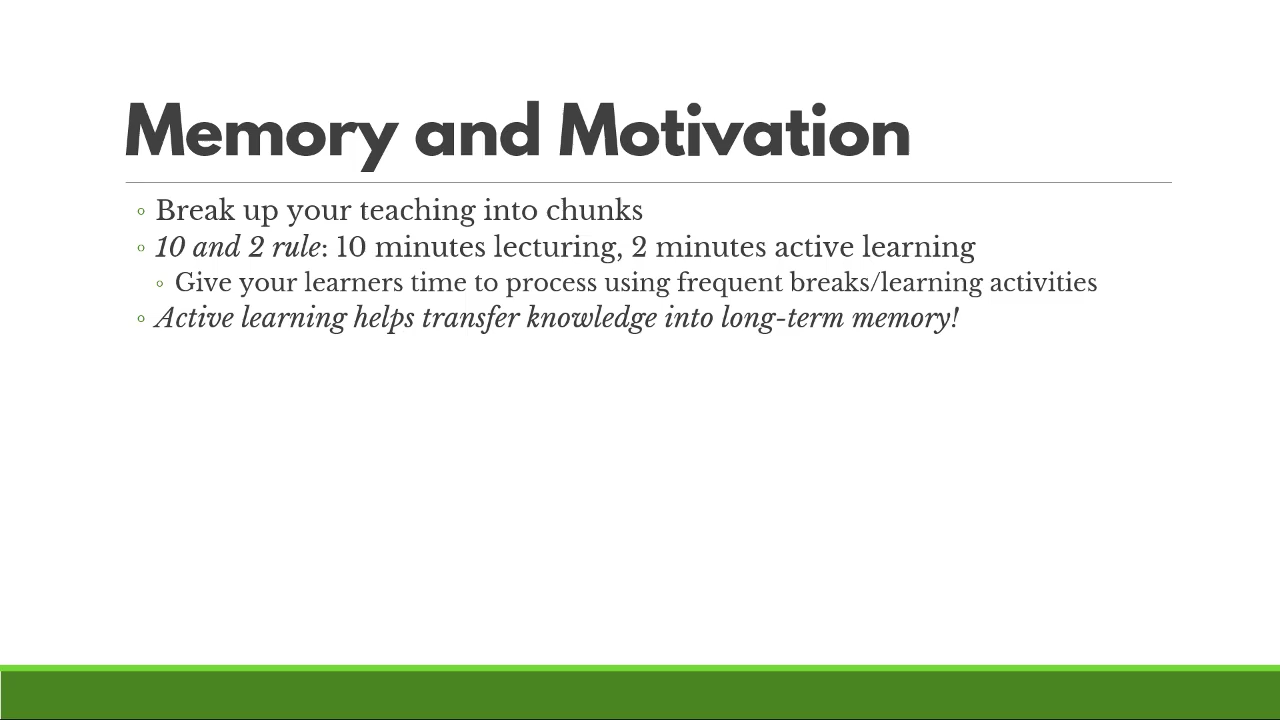 Memory and Motivation
◦ Break up your teaching into chunks
◦ 10 and 2 rule: 10 minutes lecturing, 2 minutes active learning
◦ Give your learners time to process using frequent breaks/learning activities
◦ Active learning helps transfer knowledge into long-term memory!